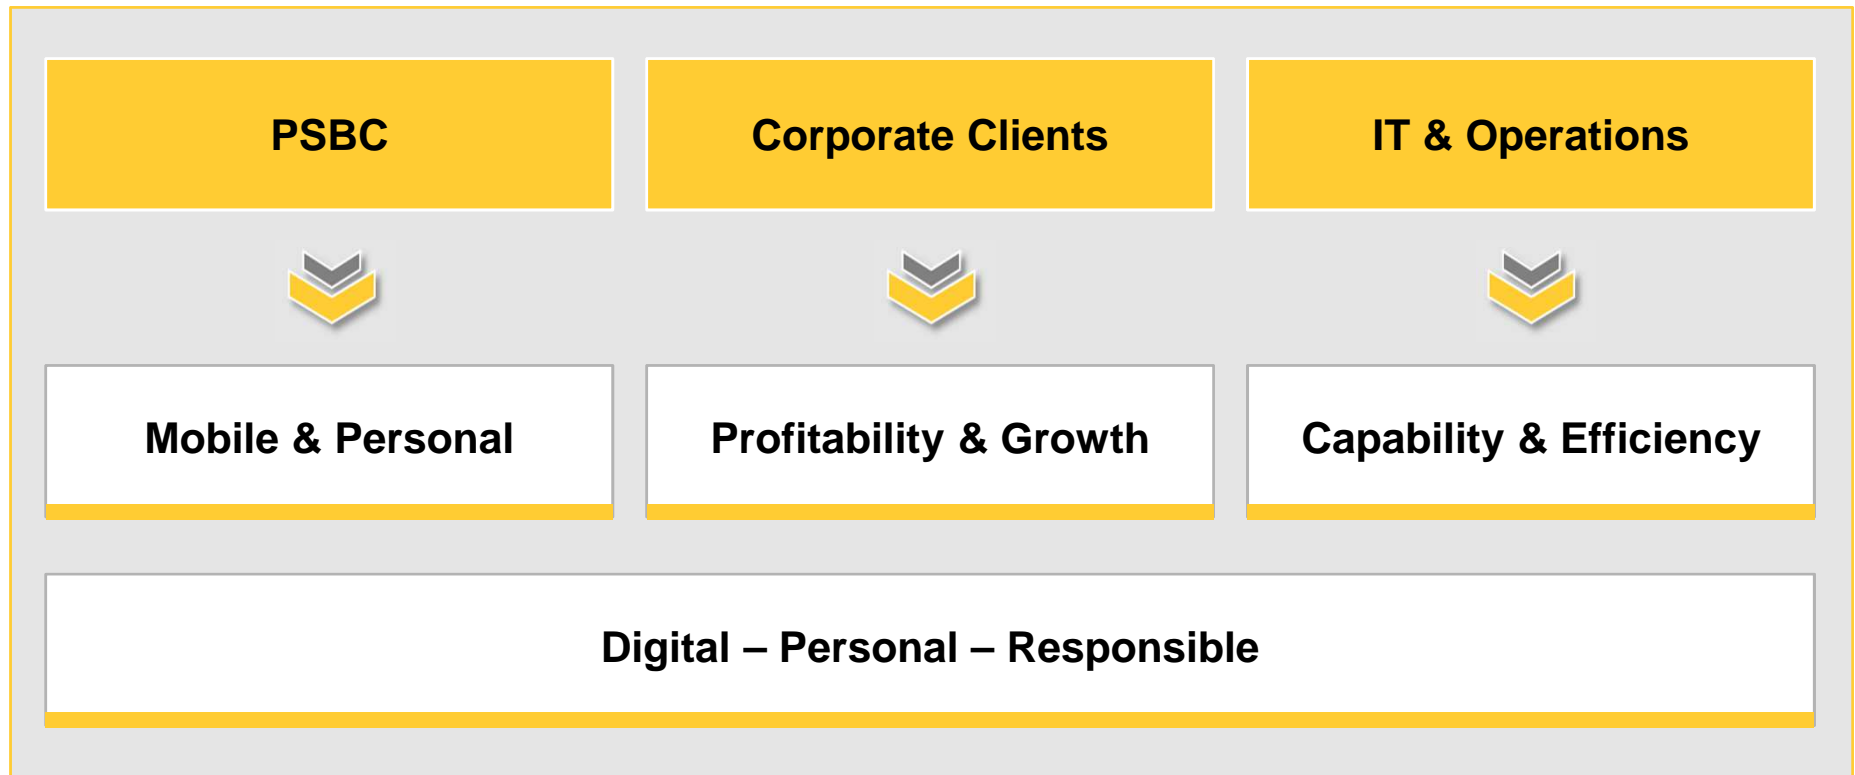 PSBC
Corporate Clients
IT & Operations
Mobile & Personal
Profitability & Growth
Capability & Efficiency
Digital – Personal – Responsible